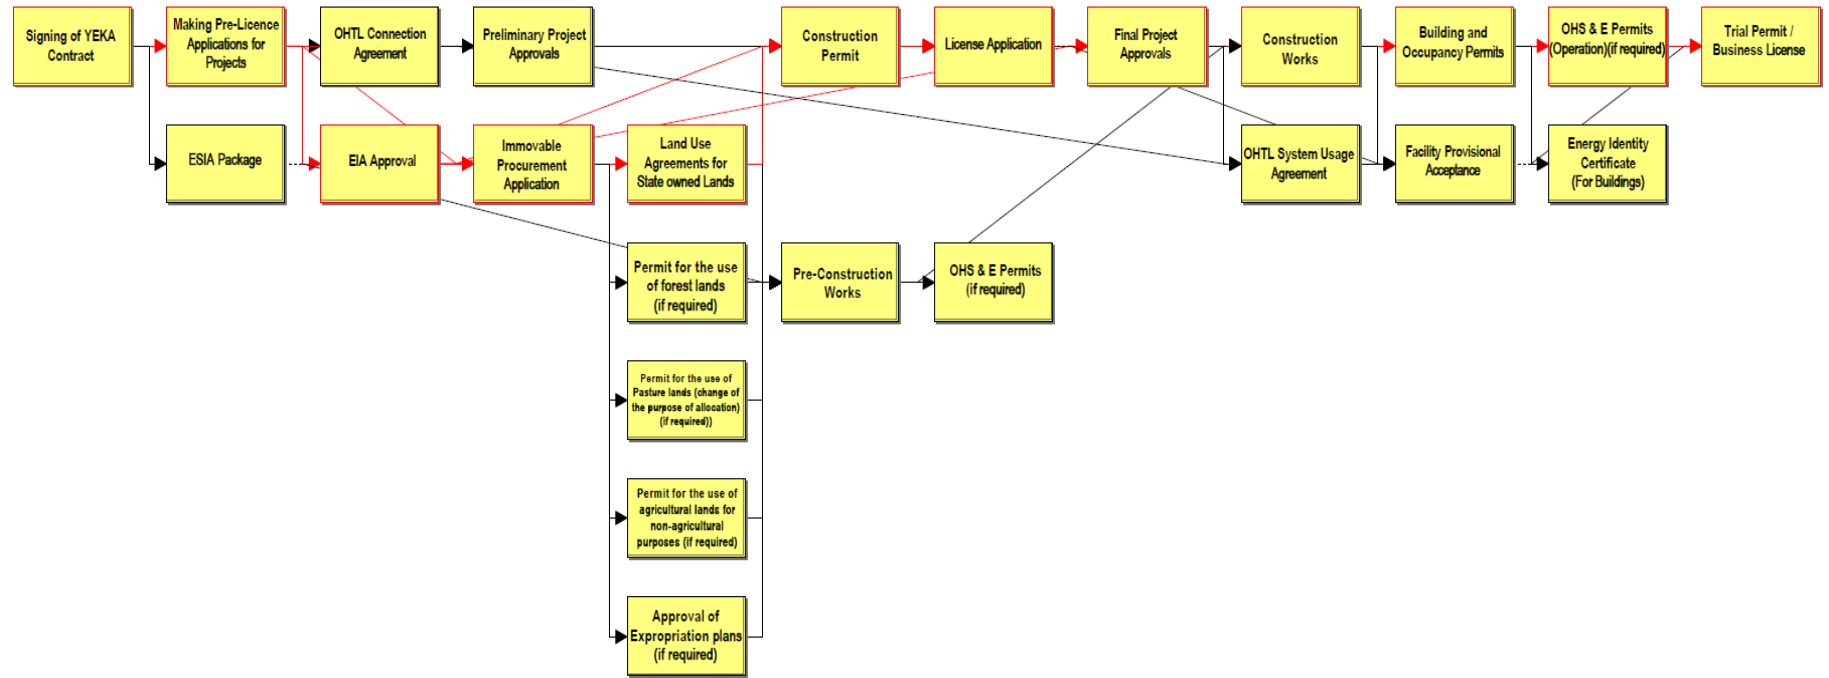 Signing of YEKA
Contract
Making Pre-Licence
Applications for
Projects
OHTL Connection
Agreement
Preliminary Project
Approvals
Construction
Permit
License Application
Final Project
Approvals
Construction
Works
Building and
Occupancy Permits
OHS & E Permits
(Operation)(if required)
Trial Permit /
Business License
ESIA Package
EIA Approval
Immovable
Procurement
Application
Land Use
Agreements for
State owned Lands
OHTL System Usage
Agreement
Facility Provisional
Acceptance
Energy Identity
Certificate
(For Buildings)
Permit for the use
of forest lands
(if required)
Pre-Construction
Works
OHS & E Permits
(if required)
Permit for the use of
Pasture lands (change of
the purpose of allocation)
(if required))
Permit for the use of
agricultural lands for
non-agricultural
purposes (if required)
Approval of
Expropriation plans
(if required)